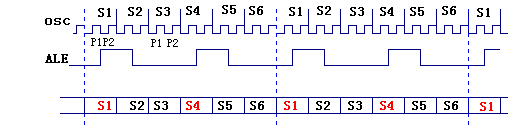 S1 S2 S3 S4 S5 S6 S1 S2 S3 S4 S5 S6 S1
OSC
P1P2 P1 P2
ALE
S1 S2 S3 S4 S5 S6 S1 S2 S3 S4 S5 S6 S1